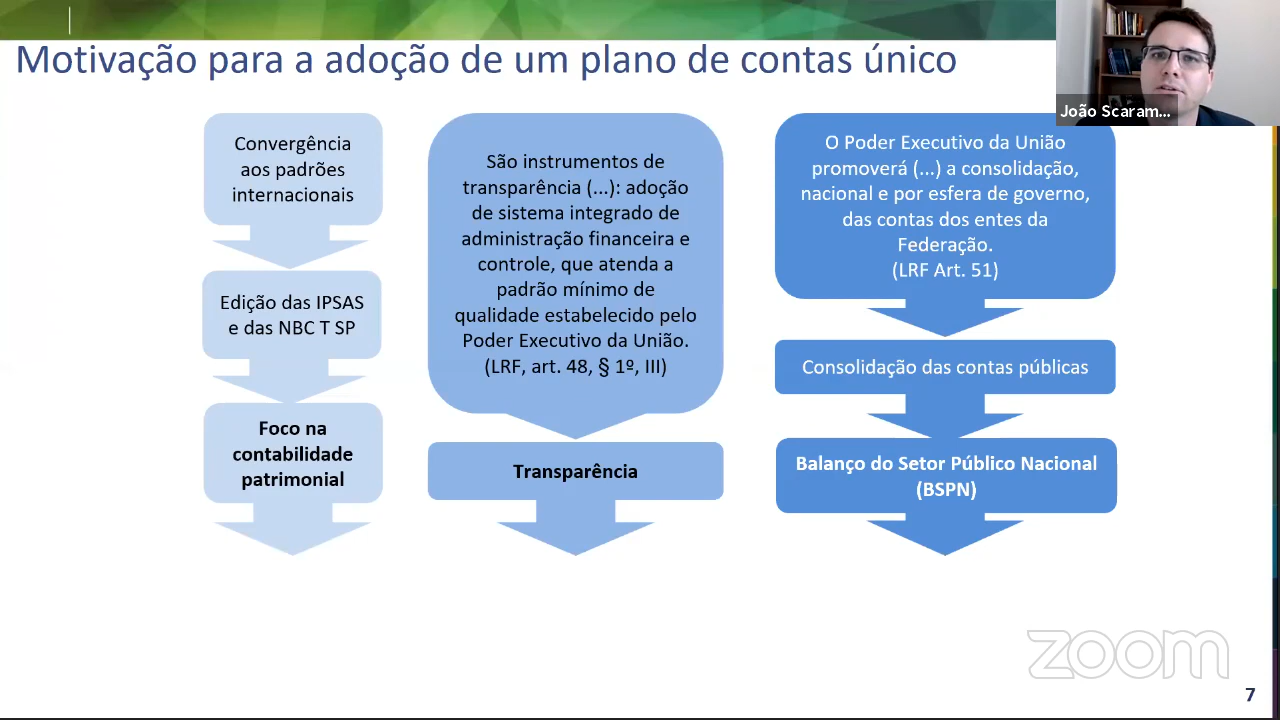 Motivação para a adoção de um plano de contas único
João Scaram...
Convergência
aos padrões
internacionais
Edição das IPSAS
e das NBC T SP
Foco na
contabilidade
patrimonial
São instrumentos de
transparência (...): adoção
de sistema integrado de
administração financeira e
controle, que atenda a
padrão mínimo de
qualidade estabelecido pelo
Poder Executivo da União.
(LRF, art. 48, § 1º, III)
Transparência
O Poder Executivo da União
promoverá (...) a consolidação,
nacional e por esfera de governo,
das contas dos entes da
Federação.
(LRF Art. 51)
Consolidação das contas públicas
Balanço do Setor Público Nacional
(BSPN)
zoom
7